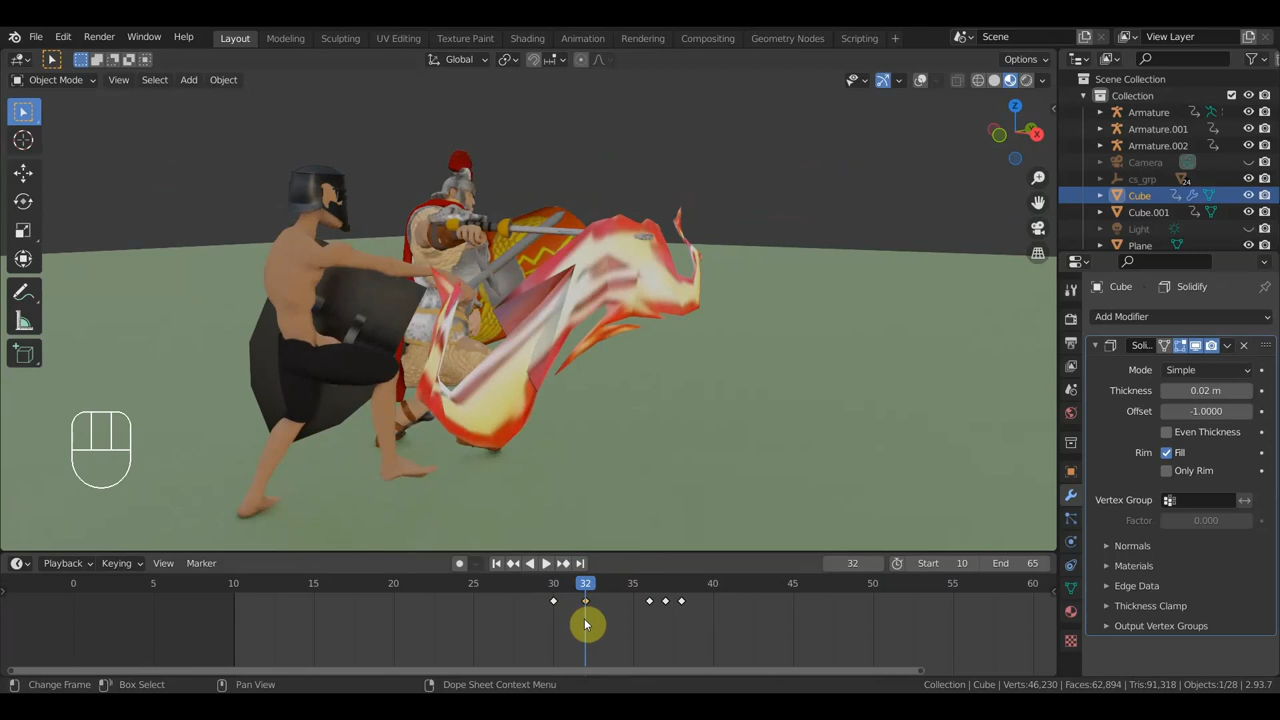 File Edit Render Window Help Layout Modeling Sculpting UV Editing Texture Paint Shading Animation Rendering Compositing Geometry Nodes Scripting + Scene View Layer
Global Options
Object Mode View Select Add Object
Scene Collection
Collection
Armature
Armature.001
Armature.002
Camera
cs_grp 24
Cube
Cube.001
Light
Plane
Z
X
Cube Solidify
Add Modifier
Soli...
Mode Simple
Thickness 0.02 m
Offset -1.0000
Even Thickness
Rim Fill
Only Rim
Vertex Group
Factor 0.000
Normals
Materials
Edge Data
Thickness Clamp
Output Vertex Groups
Playback Keying View Marker 32 Start 10 End 65
0 5 10 15 20 25 30 32 35 40 45 50 55 60
Change Frame Box Select Pan View Dope Sheet Context Menu Collection | Cube | Verts:46,230 | Faces:62,894 | Tris:91,318 | Objects:1/28 | 2.93.7